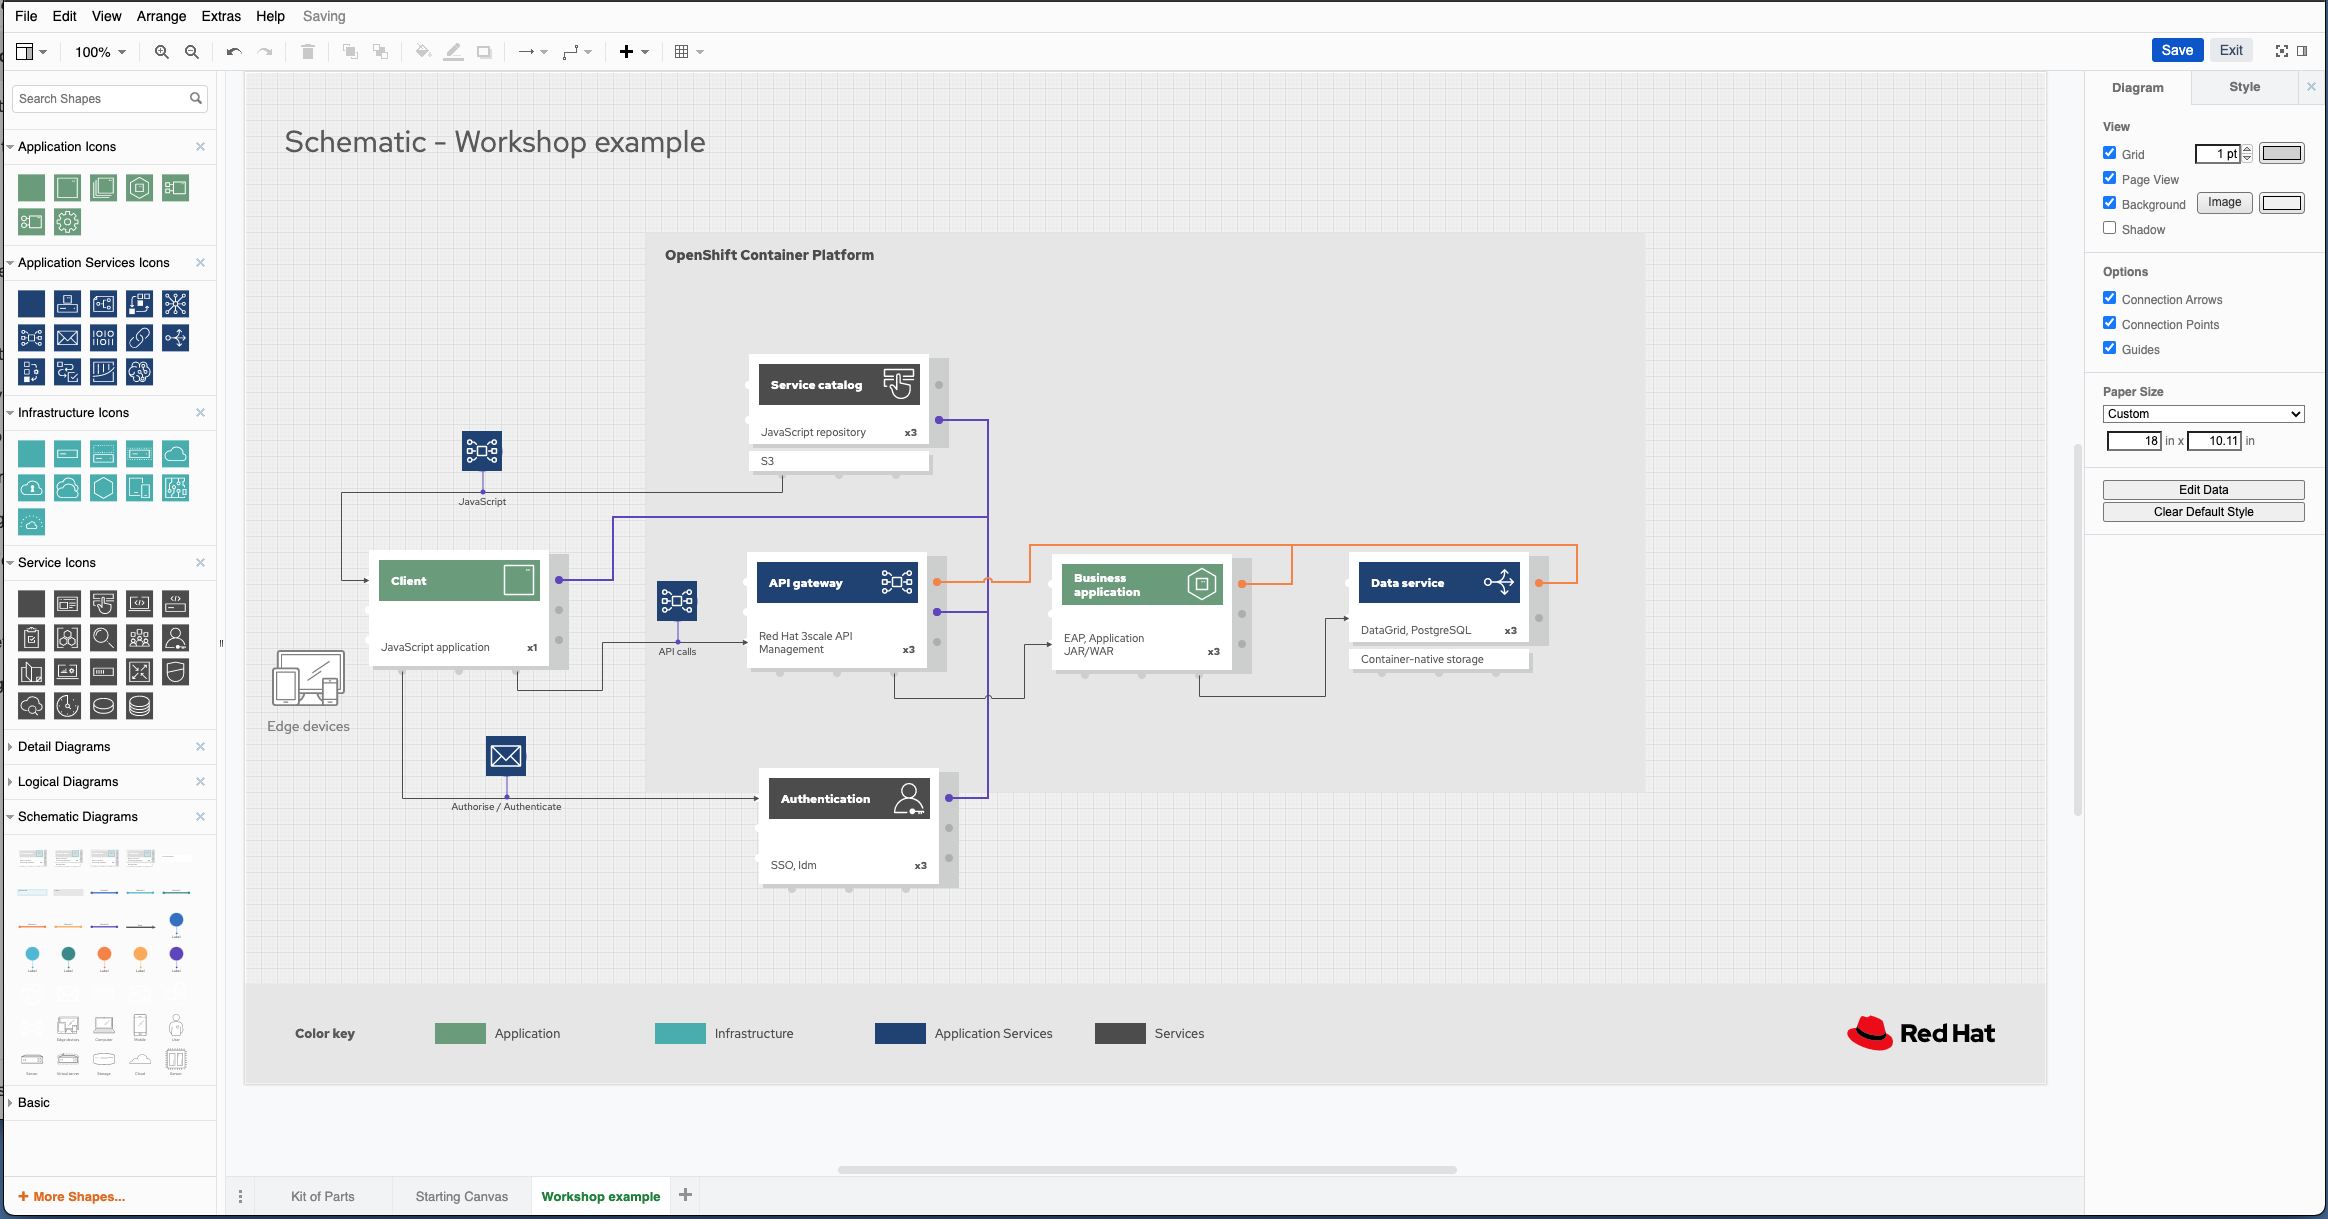 File Edit View Arrange Extras Help Saving
100%
Save Exit
Search Shapes
Application Icons
Application Services Icons
Infrastructure Icons
Service Icons
Detail Diagrams
Logical Diagrams
Schematic Diagrams
Basic
+ More Shapes...
Schematic - Workshop example
OpenShift Container Platform
Service catalog
JavaScript repository x3
S3
JavaScript
Client
JavaScript application x1
API calls
API gateway
Red Hat 3scale API
Management x3
Business
application
EAP, Application
JAR/WAR x3
Data service
DataGrid, PostgreSQL x3
Container-native storage
Edge devices
Authorise / Authenticate
Authentication
SSO, Idm x3
Color key
Application
Infrastructure
Application Services
Services
Red Hat
Kit of Parts
Starting Canvas
Workshop example
Diagram Style
View
Grid 1 pt
Page View
Background Image
Shadow
Options
Connection Arrows
Connection Points
Guides
Paper Size
Custom
18 in x 10.11 in
Edit Data
Clear Default Style